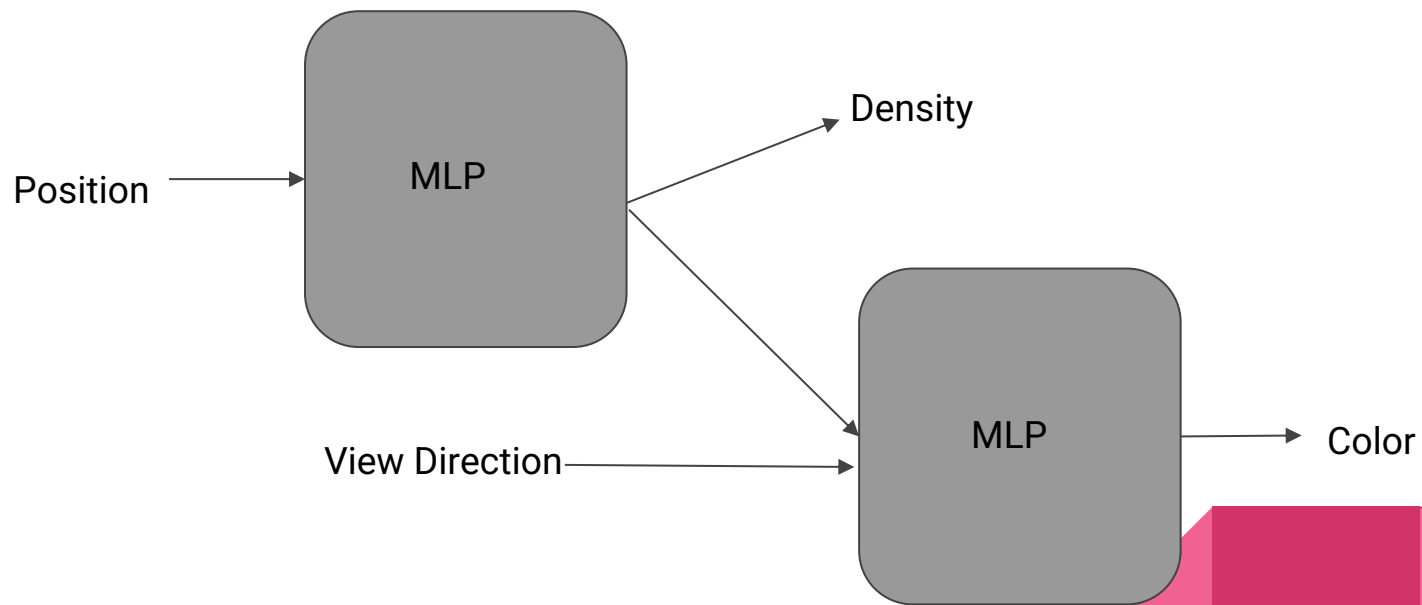 Density
MLP
Position
MLP
Color
View Direction